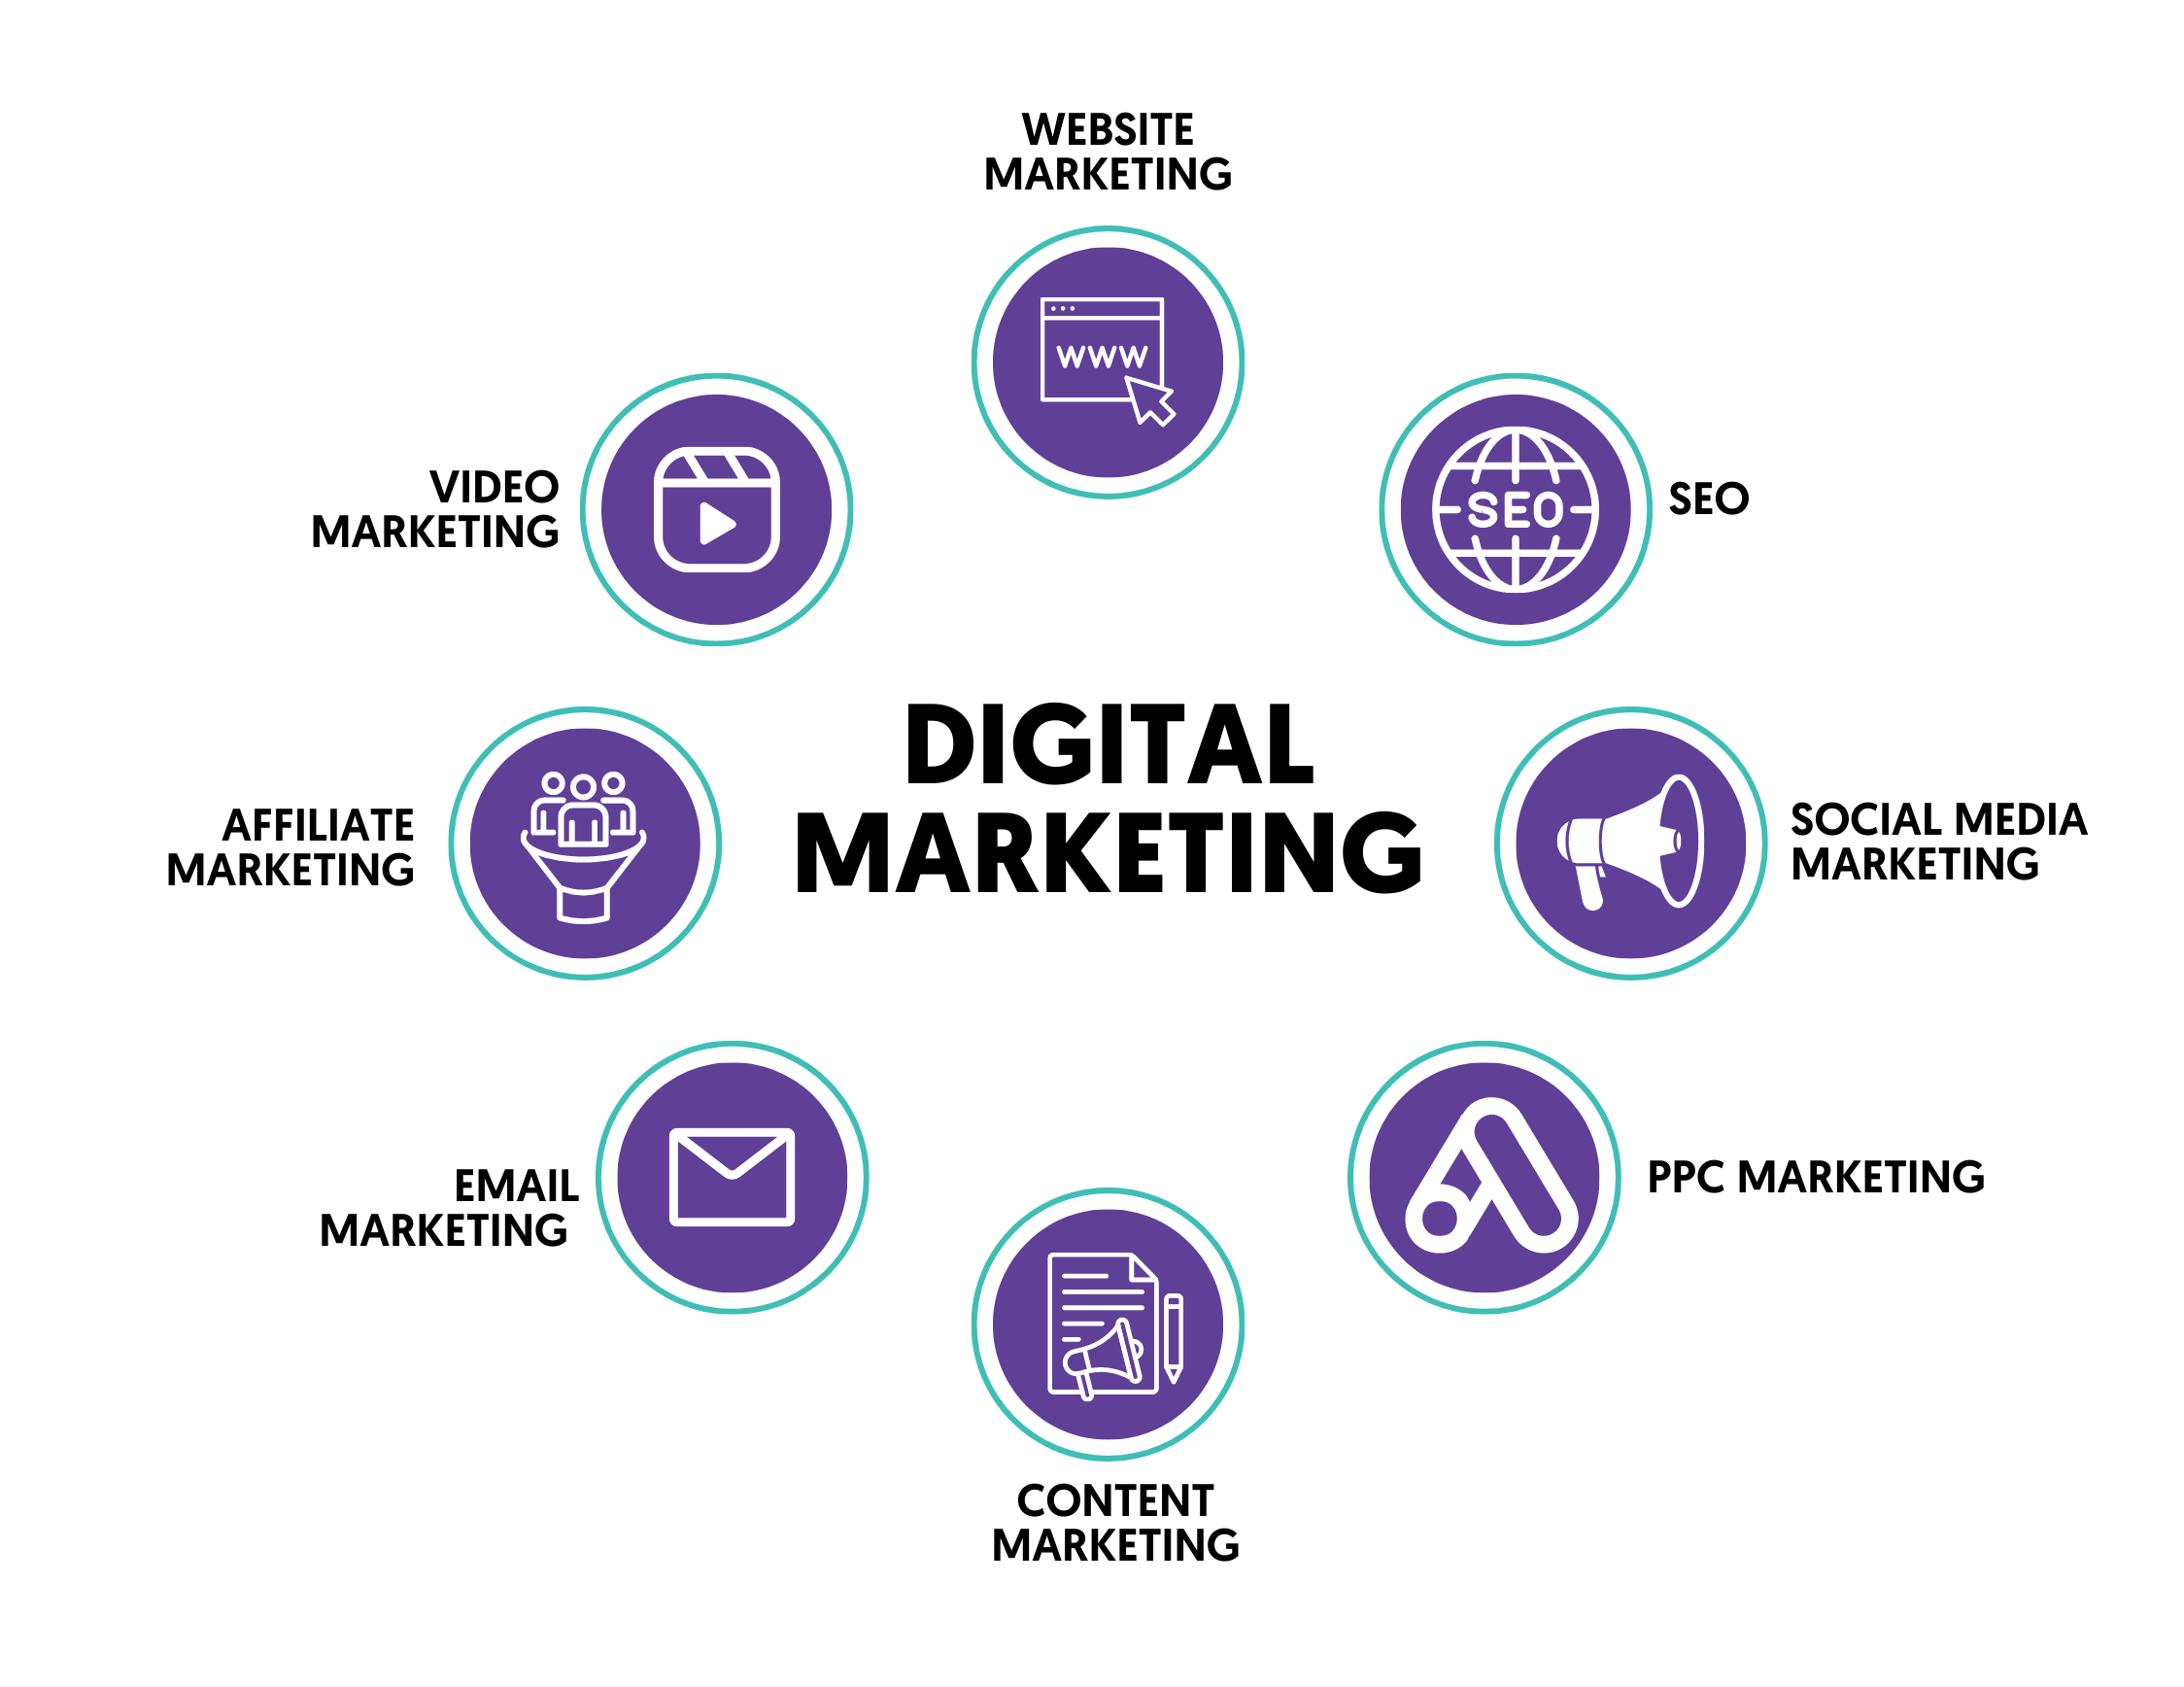 WEBSITE
MARKETING
WWW
VIDEO
MARKETING
SEO
SEO
DIGITAL
MARKETING
AFFILIATE
MARKETING
SOCIAL MEDIA
MARKETING
EMAIL
MARKETING
PPC MARKETING
CONTENT
MARKETING